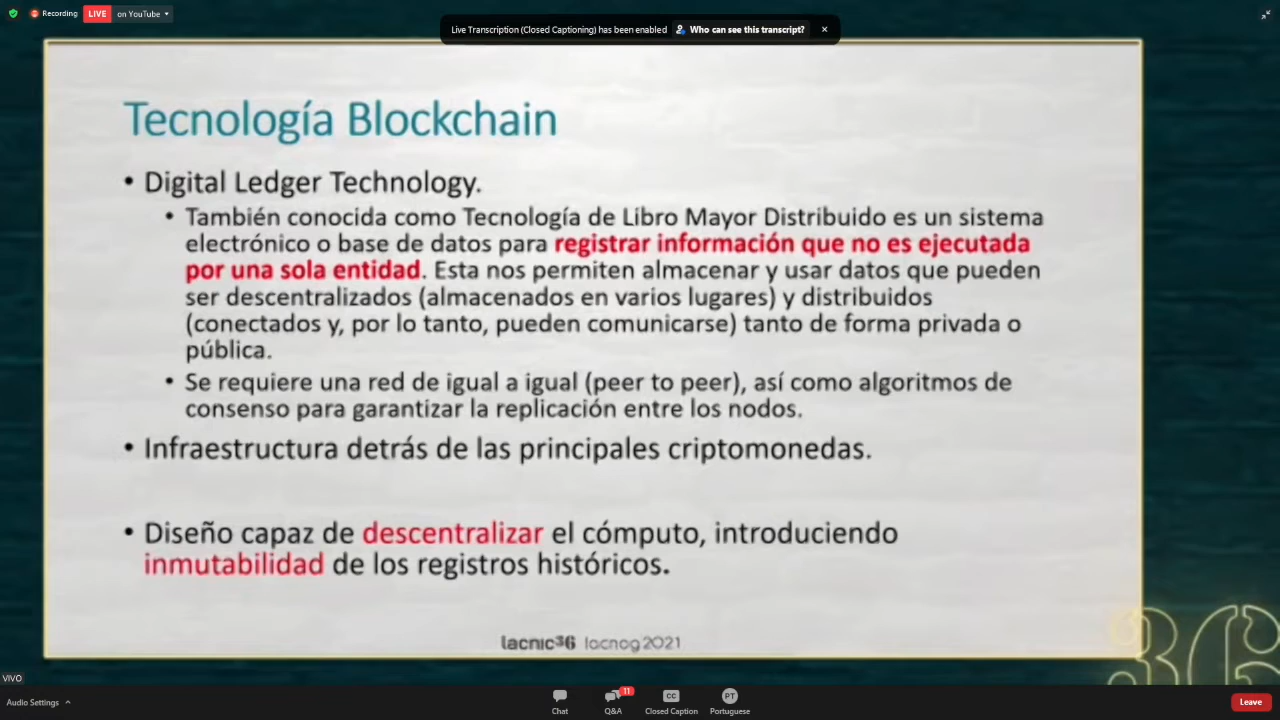 Recording LIVE on YouTube
Live Transcription (Closed Captioning) has been enabled Who can see this transcript?
Tecnología Blockchain
• Digital Ledger Technology.
• También conocida como Tecnología de Libro Mayor Distribuido es un sistema
electrónico o base de datos para registrar información que no es ejecutada
por una sola entidad. Esta nos permiten almacenar y usar datos que pueden
ser descentralizados (almacenados en varios lugares) y distribuidos
(conectados y, por lo tanto, pueden comunicarse) tanto de forma privada o
pública.
• Se requiere una red de igual a igual (peer to peer), así como algoritmos de
consenso para garantizar la replicación entre los nodos.
• Infraestructura detrás de las principales criptomonedas.
• Diseño capaz de descentralizar el cómputo, introduciendo
inmutabilidad de los registros históricos.
lacnic36 lacnog2021
36
VIVO
Audio Settings
Chat
11
Q&A
CC
Closed Caption
PT
Portuguese
Leave